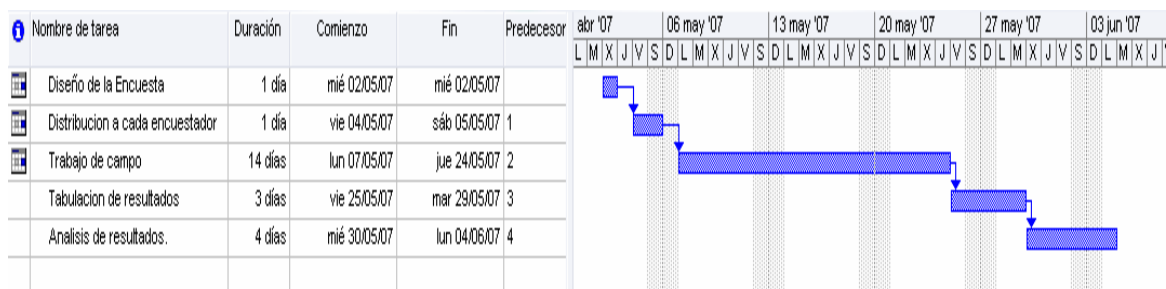 Nombre de tarea Duración Comienzo Fin Predecesor abr '07 06 may '07 13 may '07 20 may '07 27 may '07 03 jun '07
L M X J V S D L M X J V S D L M X J V S D L M X J V S D L M X J V S D L M X J
Diseño de la Encuesta 1 día mié 02/05/07 mié 02/05/07
Distribucion a cada encuestador 1 día vie 04/05/07 sáb 05/05/07 1
Trabajo de campo 14 días lun 07/05/07 jue 24/05/07 2
Tabulacion de resultados 3 días vie 25/05/07 mar 29/05/07 3
Analisis de resultados. 4 días mié 30/05/07 lun 04/06/07 4